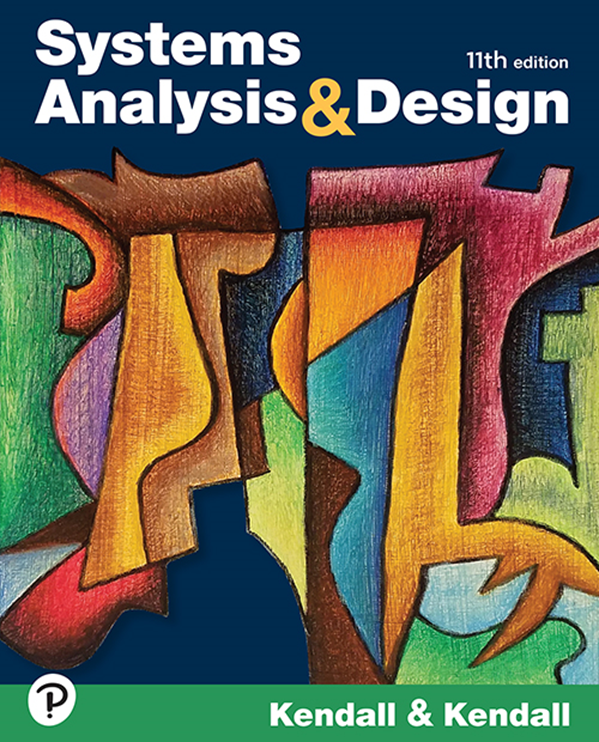 Systems
11th edition
Analysis & Design
Kendall & Kendall